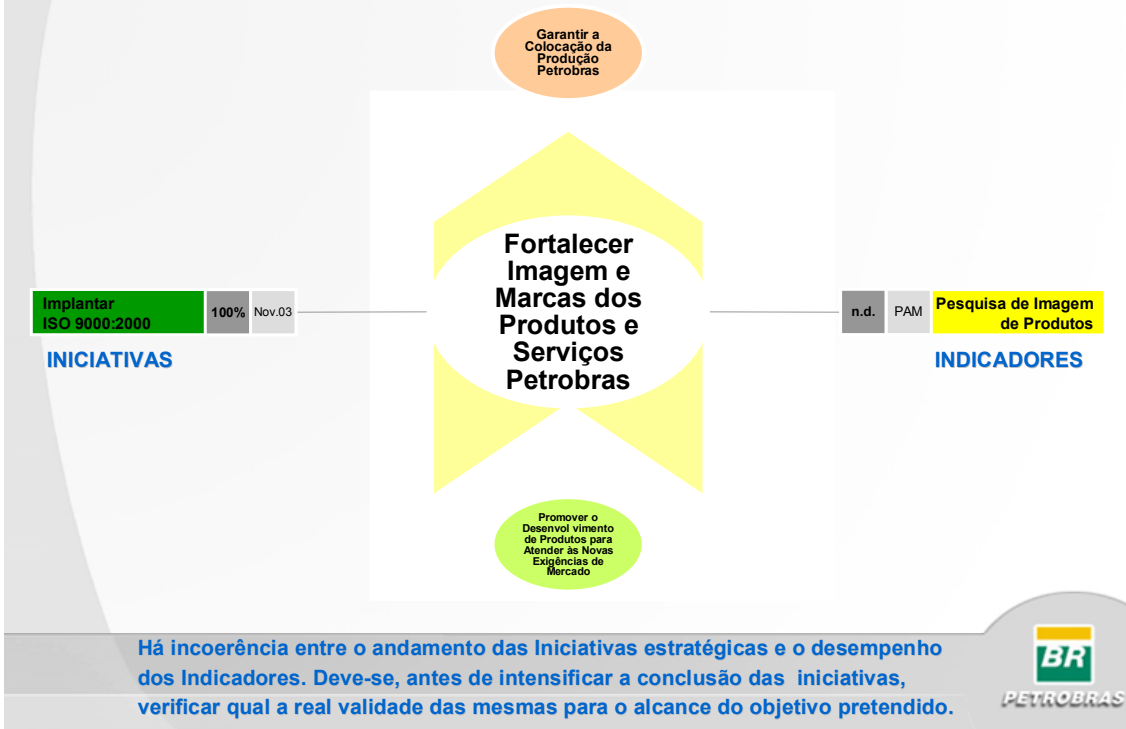 Garantir a
Colocação da
Produção
Petrobras
Fortalecer
Imagem e
Marcas dos
Produtos e
Serviços
Petrobras
Implantar
ISO 9000:2000
100%
Nov.03
INICIATIVAS
n.d.
PAM
Pesquisa de Imagem
de Produtos
INDICADORES
Promover o
Desenvol vimento
de Produtos para
Atender às Novas
Exigências de
Mercado
Há incoerência entre o andamento das Iniciativas estratégicas e o desempenho
dos Indicadores. Deve-se, antes de intensificar a conclusão das  iniciativas,
verificar qual a real validade das mesmas para o alcance do objetivo pretendido.
BR
PETROBRAS